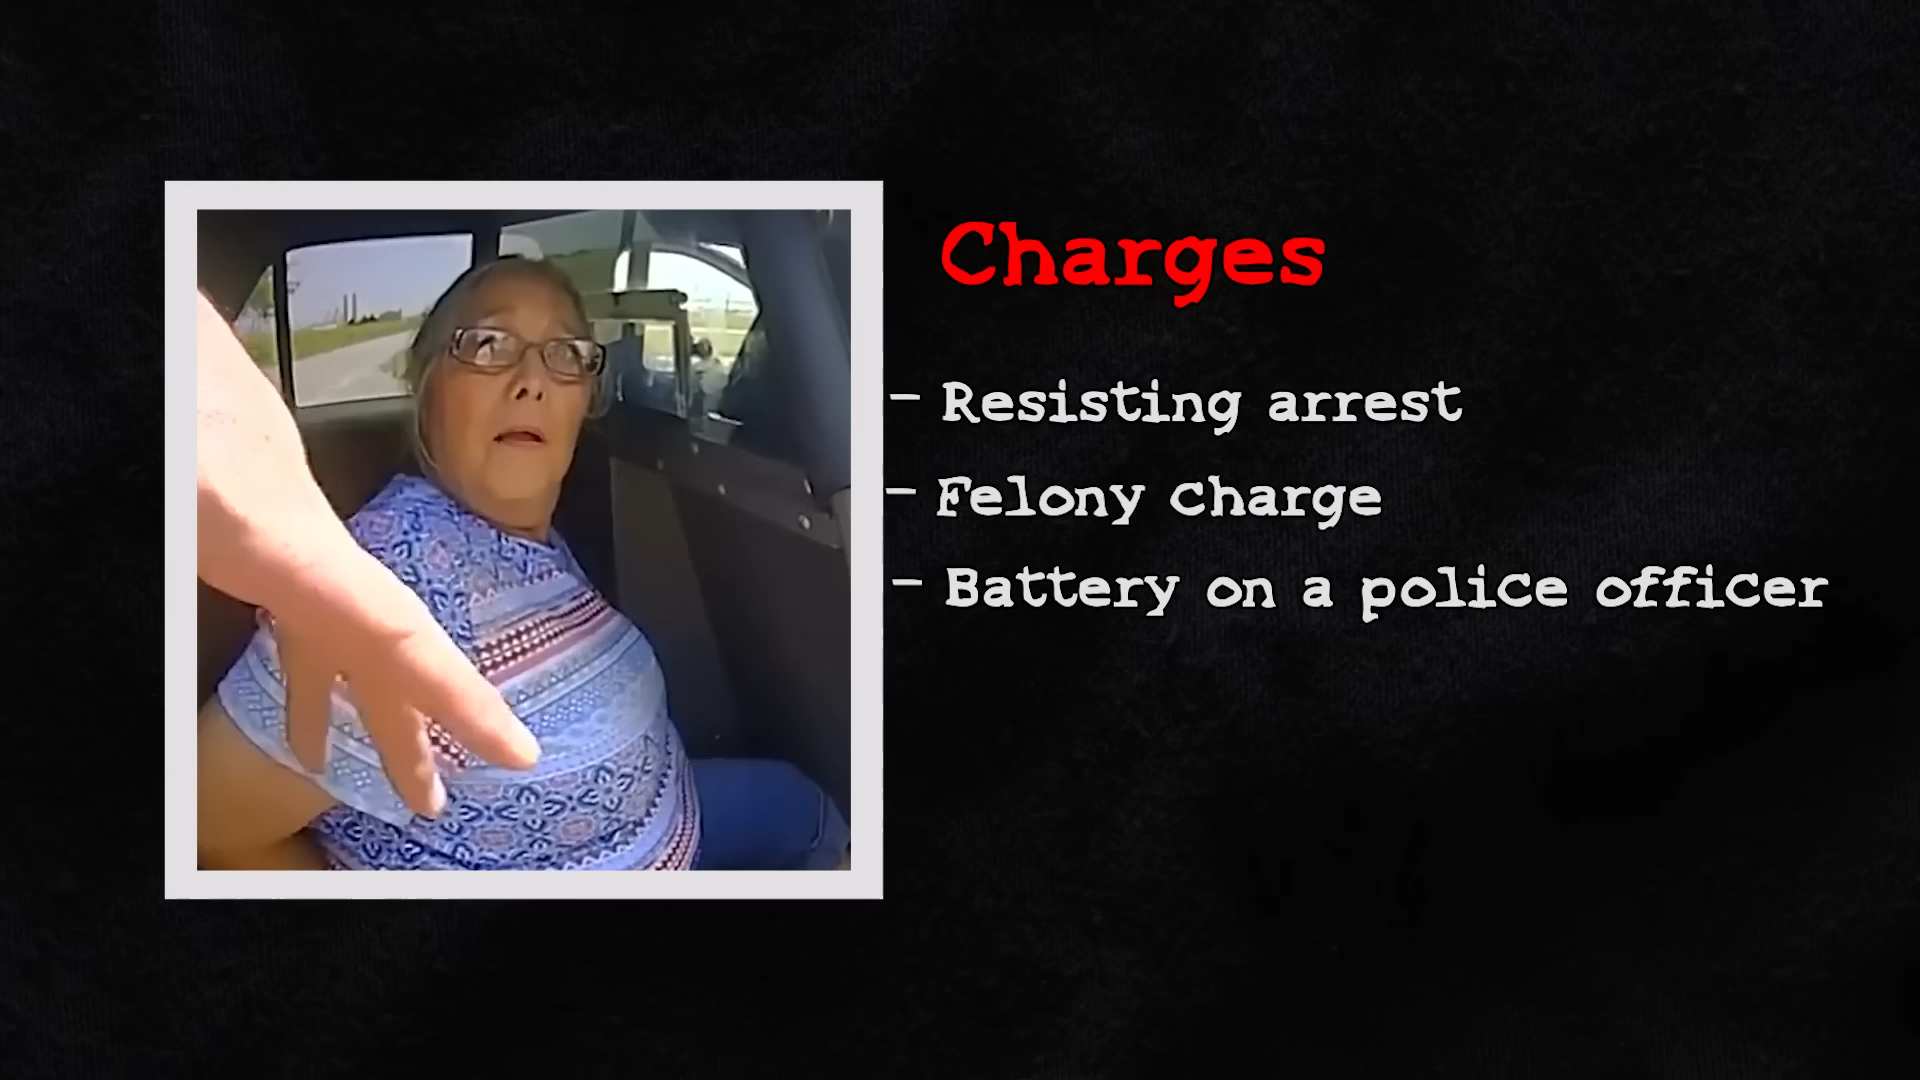 Charges
- Resisting arrest
- Felony Charge
- Battery on a police officer